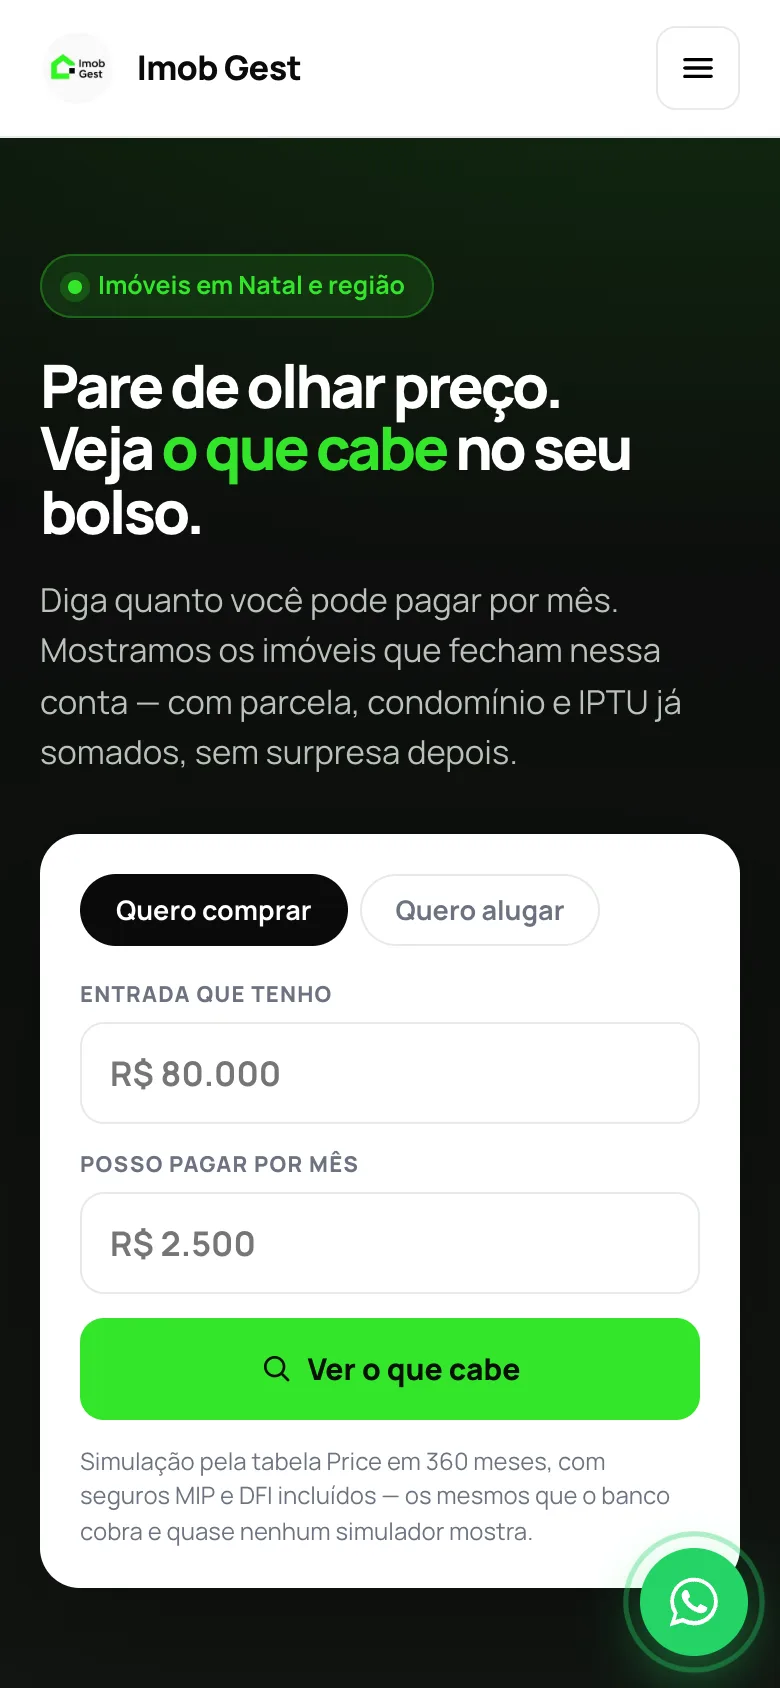 Imob
Gest
Imob Gest
Imóveis em Natal e região
Pare de olhar preço.
Veja o que cabe no seu
bolso.
Diga quanto você pode pagar por mês.
Mostramos os imóveis que fecham nessa
conta — com parcela, condomínio e IPTU já
somados, sem surpresa depois.
Quero comprar
Quero alugar
ENTRADA QUE TENHO
R$ 80.000
POSSO PAGAR POR MÊS
R$ 2.500
Ver o que cabe
Simulação pela tabela Price em 360 meses, com
seguros MIP e DFI incluídos — os mesmos que o banco
cobra e quase nenhum simulador mostra.